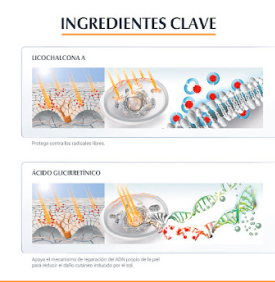 INGREDIENTES CLAVE
LICOCHALCONA A
Protege contra los radicales libres.
ÁCIDO GLICIRRETÍNICO
Apoya el mecanismo de reparación del ADN propio de la piel
para reducir el daño cutáneo inducido por el sol.